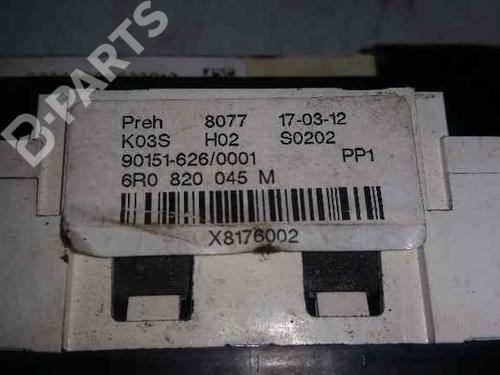 B-PARTS
Preh 8077 17-03-12
K03S H02 S0202
90151-626/0001 PP1
6R0 820 045 M
X8176002